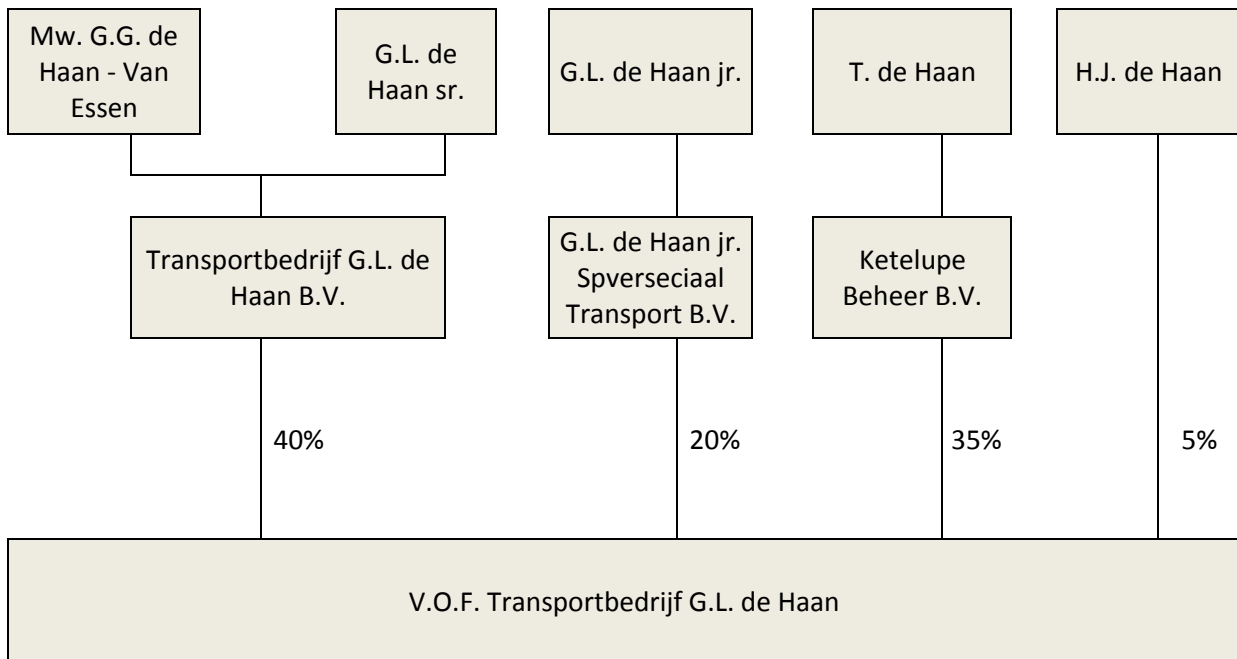 Mw. G.G. de
Haan - Van
Essen
G.L. de
Haan sr.
G.L. de Haan jr.
T. de Haan
H.J. de Haan
Transportbedrijf G.L. de
Haan B.V.
G.L. de Haan jr.
Spverseciaal
Transport B.V.
Ketelupe
Beheer B.V.
40%
20%
35%
5%
V.O.F. Transportbedrijf G.L. de Haan